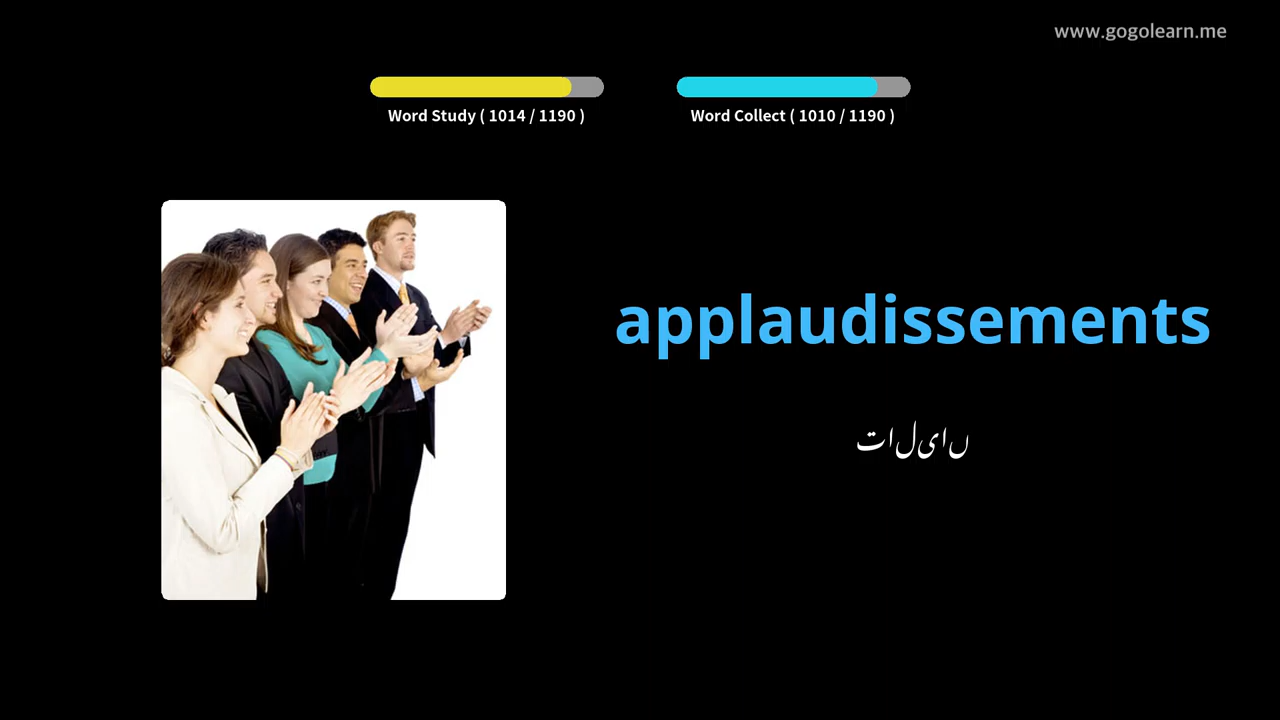 www.gogolearn.me
Word Study ( 1014 / 1190 )
Word Collect ( 1010 / 1190 )
applaudissements
تالیاں